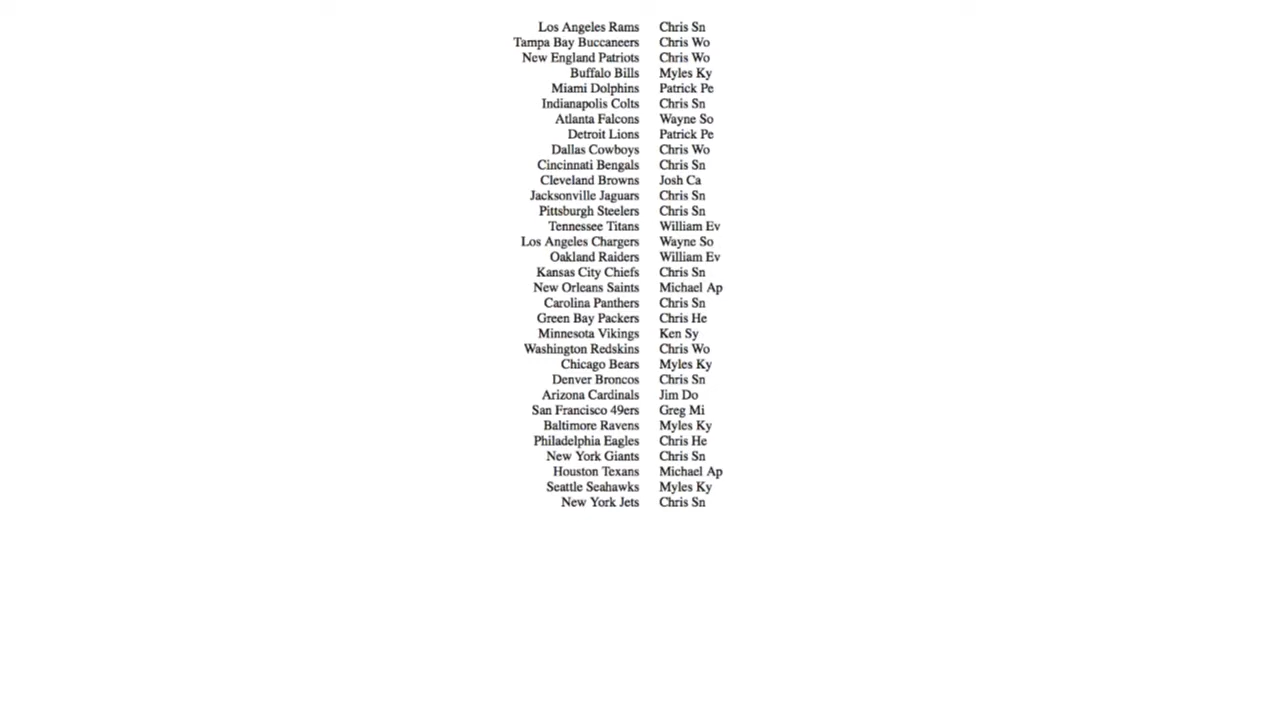 Los Angeles Rams Chris Sn
Tampa Bay Buccaneers Chris Wo
New England Patriots Chris Wo
Buffalo Bills Myles Ky
Miami Dolphins Patrick Pe
Indianapolis Colts Chris Sn
Atlanta Falcons Wayne So
Detroit Lions Patrick Pe
Dallas Cowboys Chris Wo
Cincinnati Bengals Chris Sn
Cleveland Browns Josh Ca
Jacksonville Jaguars Chris Sn
Pittsburgh Steelers Chris Sn
Tennessee Titans William Ev
Los Angeles Chargers Wayne So
Oakland Raiders William Ev
Kansas City Chiefs Chris Sn
New Orleans Saints Michael Ap
Carolina Panthers Chris Sn
Green Bay Packers Chris He
Minnesota Vikings Ken Sy
Washington Redskins Chris Wo
Chicago Bears Myles Ky
Denver Broncos Chris Sn
Arizona Cardinals Jim Do
San Francisco 49ers Greg Mi
Baltimore Ravens Myles Ky
Philadelphia Eagles Chris He
New York Giants Chris Sn
Houston Texans Michael Ap
Seattle Seahawks Myles Ky
New York Jets Chris Sn